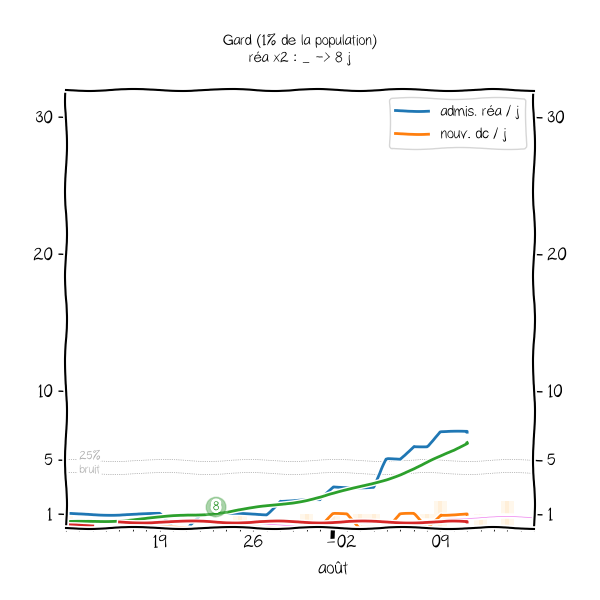 Gard (1% de la population)
réa x2 : _ -> 8 j
admis. réa / j
nouv. dc / j
30
30
20
20
10
10
5
5
25%
bruit
8
1
1
19
26
02
09
août